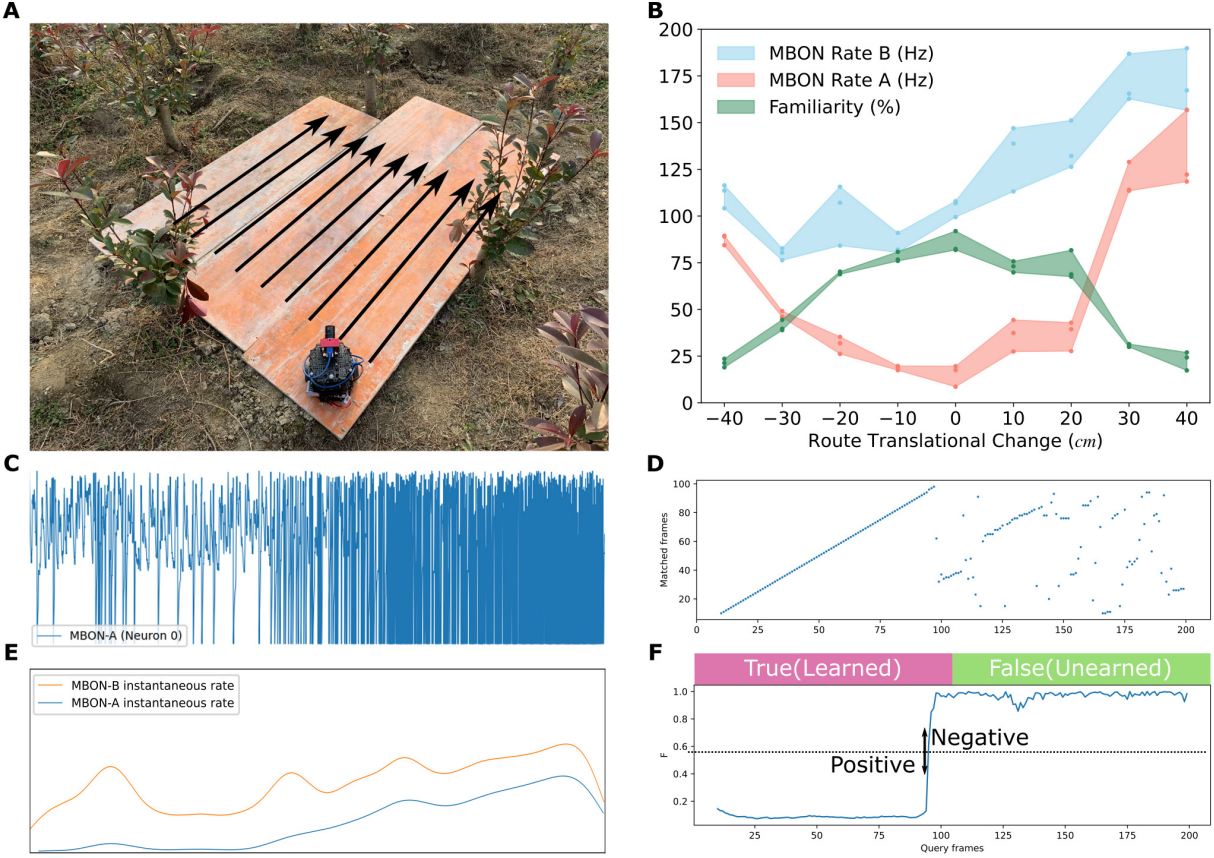 A
B
200
175
150
125
100
75
50
25
0
MBON Rate B (Hz)
MBON Rate A (Hz)
Familiarity (%)
−40 −30 −20 −10 0 10 20 30 40
Route Translational Change (cm)
C
MBON-A (Neuron 0)
D
Matched frames
100
80
60
40
20
0 25 50 75 100 125 150 175 200
E
MBON-B instantaneous rate
MBON-A instantaneous rate
F
True(Learned) False(Unearned)
F
1.0
0.8
0.6
0.4
0.2
Negative
Positive
25 50 75 100 125 150 175 200
Query frames